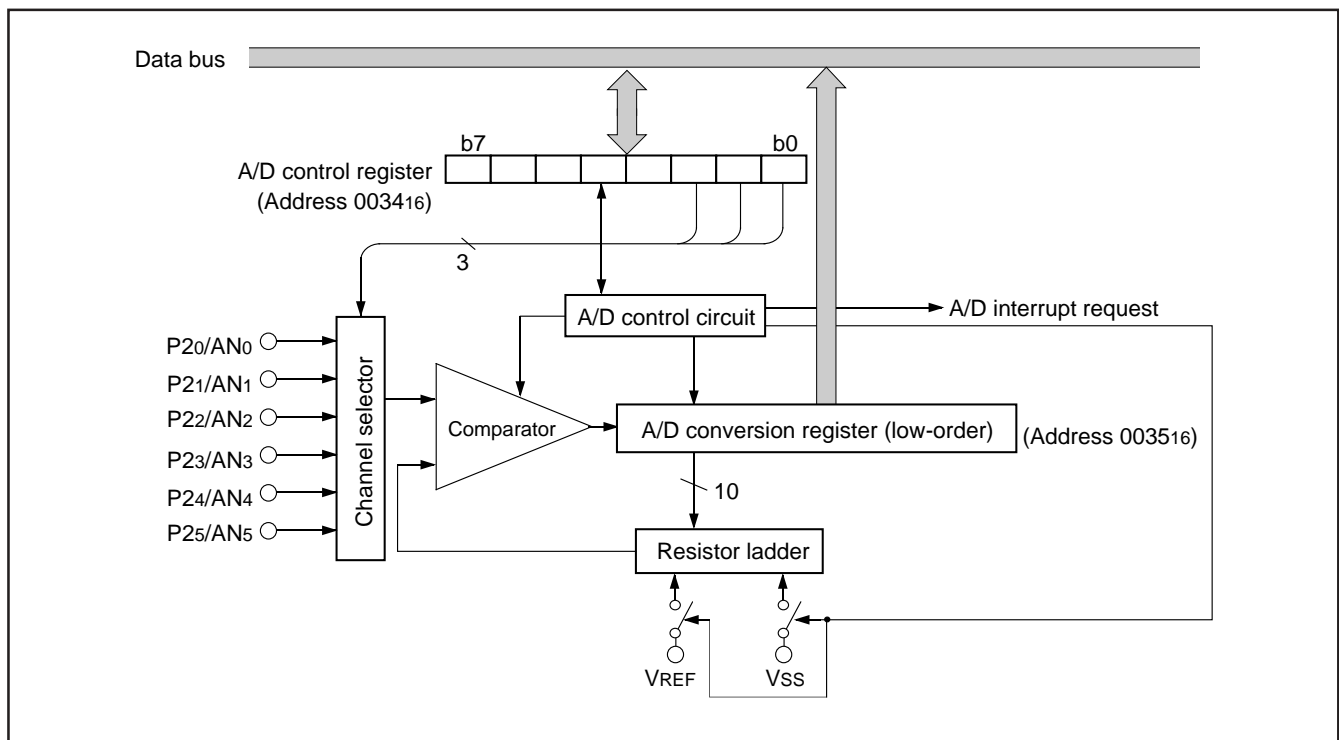 Data bus
b7
b0
A/D control register
(Address 003416)
3
A/D control circuit
A/D interrupt request
P20/AN0
P21/AN1
P22/AN2
P23/AN3
P24/AN4
P25/AN5
Channel selector
Comparator
A/D conversion register (low-order)
(Address 003516)
10
Resistor ladder
VREF
VSS